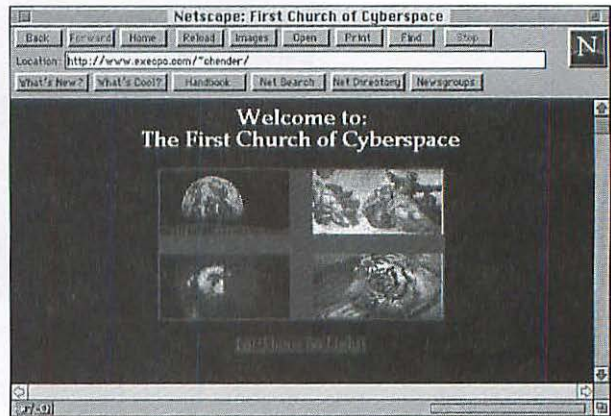 Netscape: First Church of Cyberspace
Back Forward Home Reload Images Open Print Find Stop
Location: http://www.execpc.com/~chender/
N
What's New? What's Cool? Handbook Net Search Net Directory Newsgroups
Welcome to:
The First Church of Cyberspace